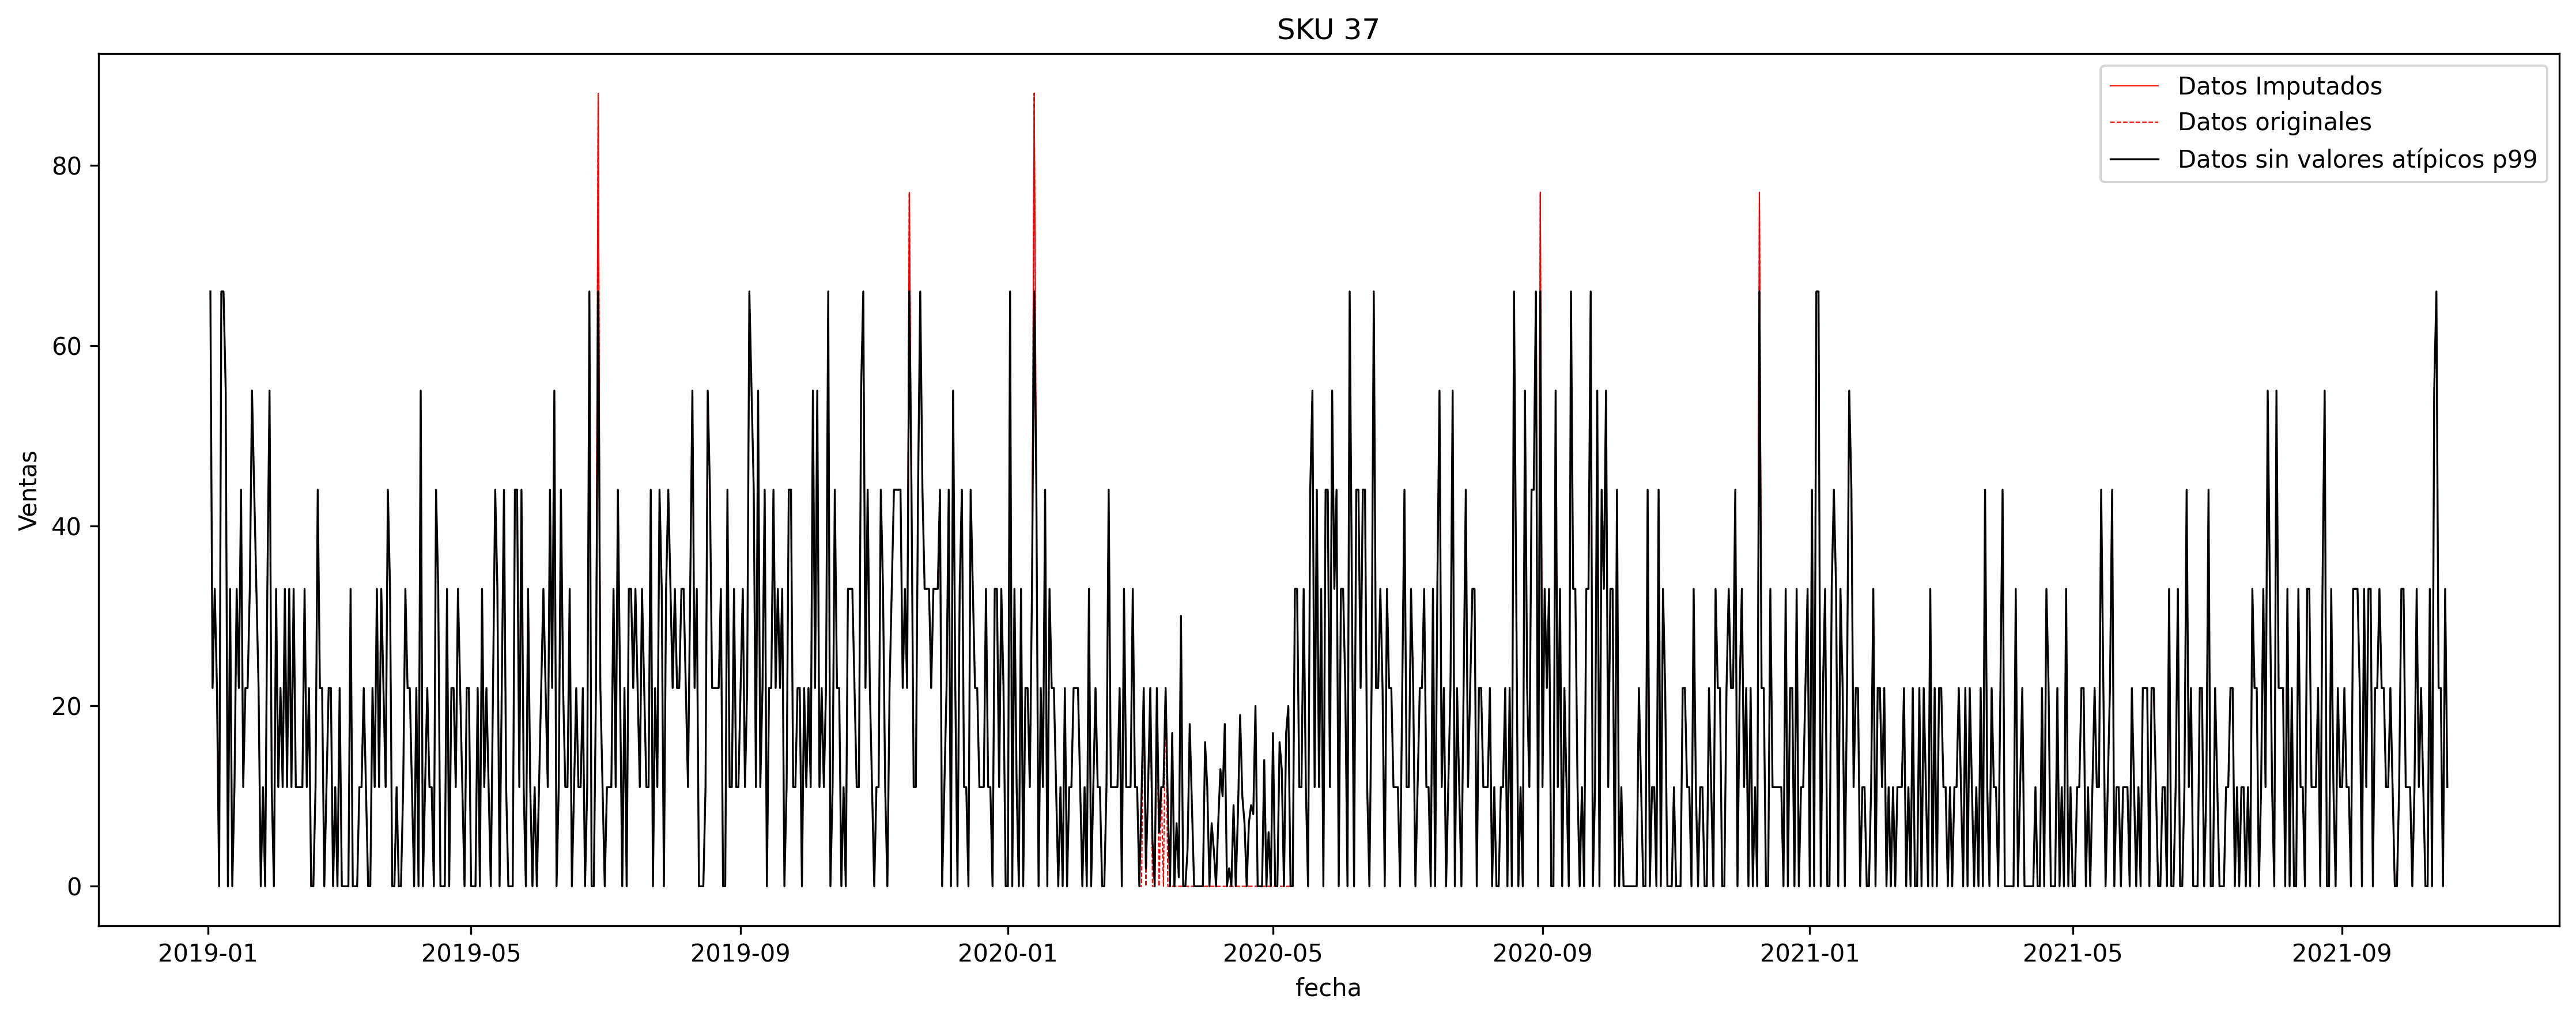 SKU 37
Datos Imputados
Datos originales
Datos sin valores atípicos p99
Ventas
80
60
40
20
0
2019-01 2019-05 2019-09 2020-01 2020-05 2020-09 2021-01 2021-05 2021-09
fecha